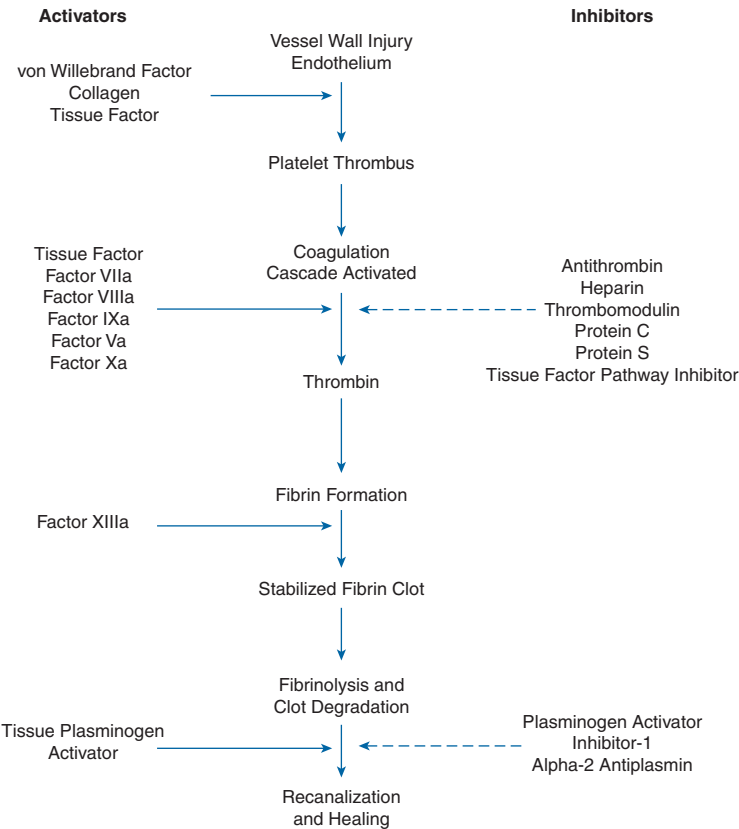 Activators
Inhibitors
Vessel Wall Injury
Endothelium
von Willebrand Factor
Collagen
Tissue Factor
Platelet Thrombus
Coagulation
Cascade Activated
Tissue Factor
Factor VIIa
Factor VIIIa
Factor IXa
Factor Va
Factor Xa
Antithrombin
Heparin
Thrombomodulin
Protein C
Protein S
Tissue Factor Pathway Inhibitor
Thrombin
Fibrin Formation
Factor XIIIa
Stabilized Fibrin Clot
Fibrinolysis and
Clot Degradation
Tissue Plasminogen
Activator
Plasminogen Activator
Inhibitor-1
Alpha-2 Antiplasmin
Recanalization
and Healing